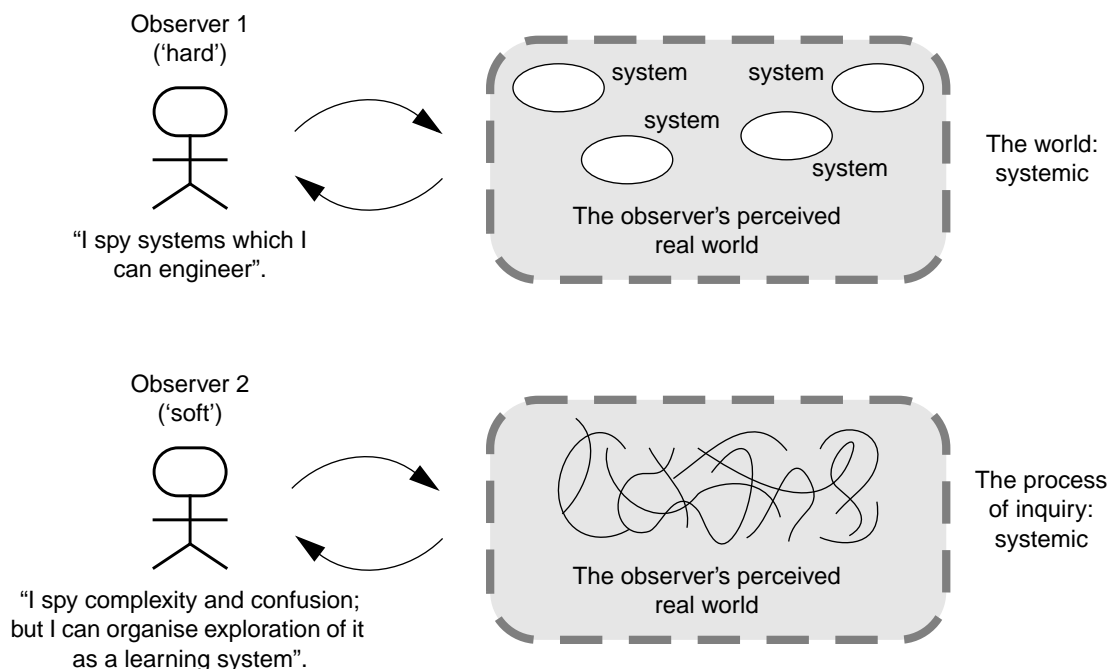 Observer 1
(‘hard’)
“I spy systems which I
can engineer”.
system
system
system
system
The observer’s perceived
real world
The world:
systemic
Observer 2
(‘soft’)
“I spy complexity and confusion;
but I can organise exploration of it
as a learning system”.
The observer’s perceived
real world
The process
of inquiry:
systemic